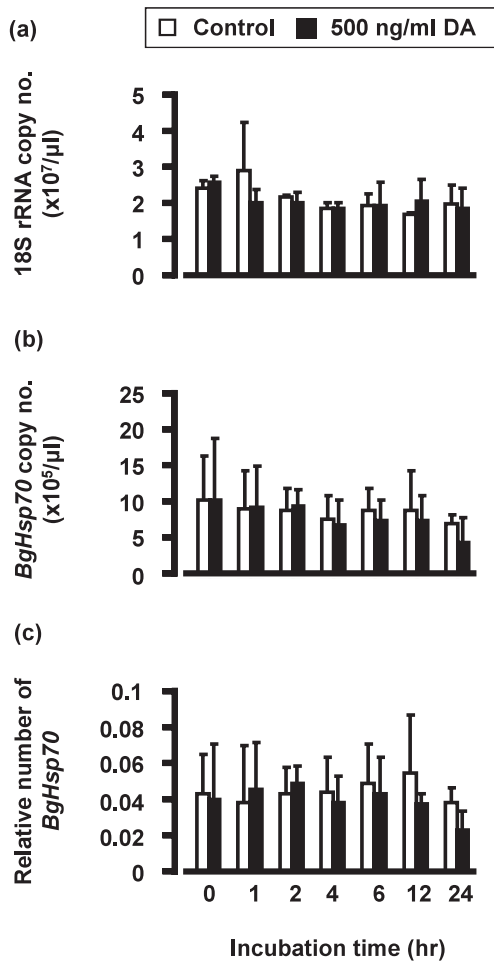 (a)
Control 500 ng/ml DA
18S rRNA copy no.
(x10⁷/µl)
5
4
3
2
1
0
(b)
BgHsp70 copy no.
(x10⁵/µl)
25
20
15
10
5
0
(c)
Relative number of
BgHsp70
0.1
0.08
0.06
0.04
0.02
0
0 1 2 4 6 12 24
Incubation time (hr)